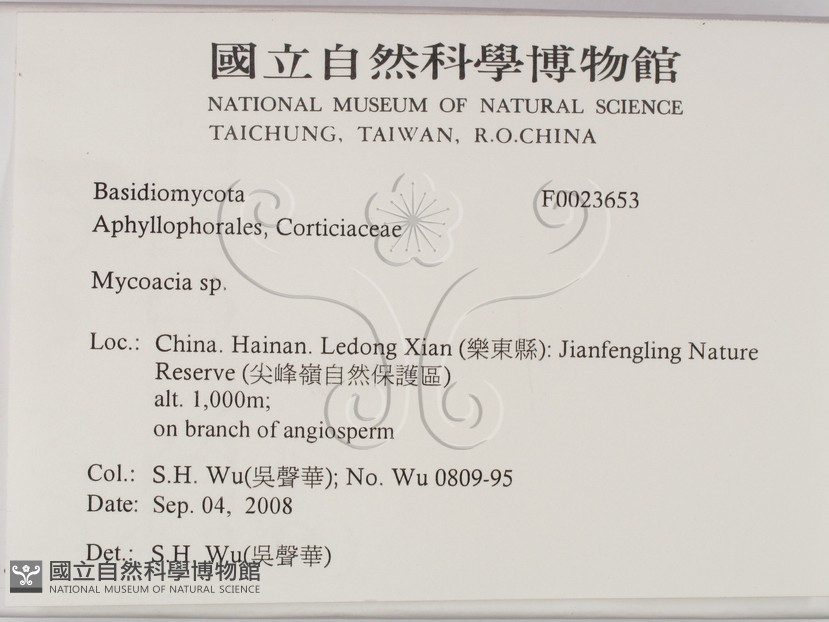 國立自然科學博物館
NATIONAL MUSEUM OF NATURAL SCIENCE
TAICHUNG, TAIWAN, R.O.CHINA
Basidiomycota F0023653
Aphyllophorales, Corticiaceae
Mycoacia sp.
Loc.: China. Hainan. Ledong Xian (樂東縣): Jianfengling Nature
Reserve (尖峰嶺自然保護區)
alt. 1,000m;
on branch of angiosperm
Col.: S.H. Wu(吳聲華); No. Wu 0809-95
Date: Sep. 04, 2008
Det.: S.H. Wu(吳聲華)
國立自然科學博物館
NATIONAL MUSEUM OF NATURAL SCIENCE